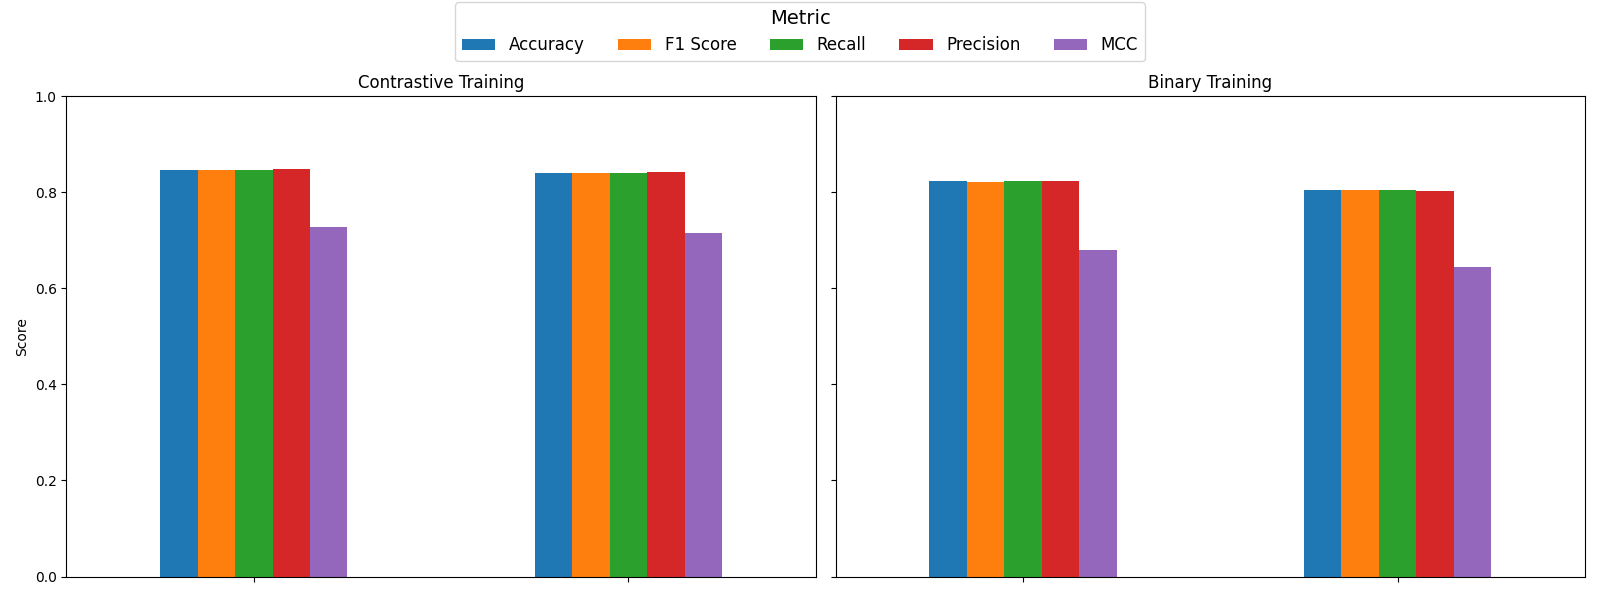 Metric
Accuracy F1 Score Recall Precision MCC
Contrastive Training Binary Training
1.0
0.8
0.6
0.4
0.2
0.0
Score